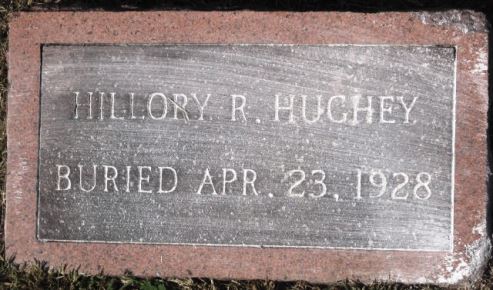 HILLORY R. HUGHEY
BURIED APR. 23, 1928